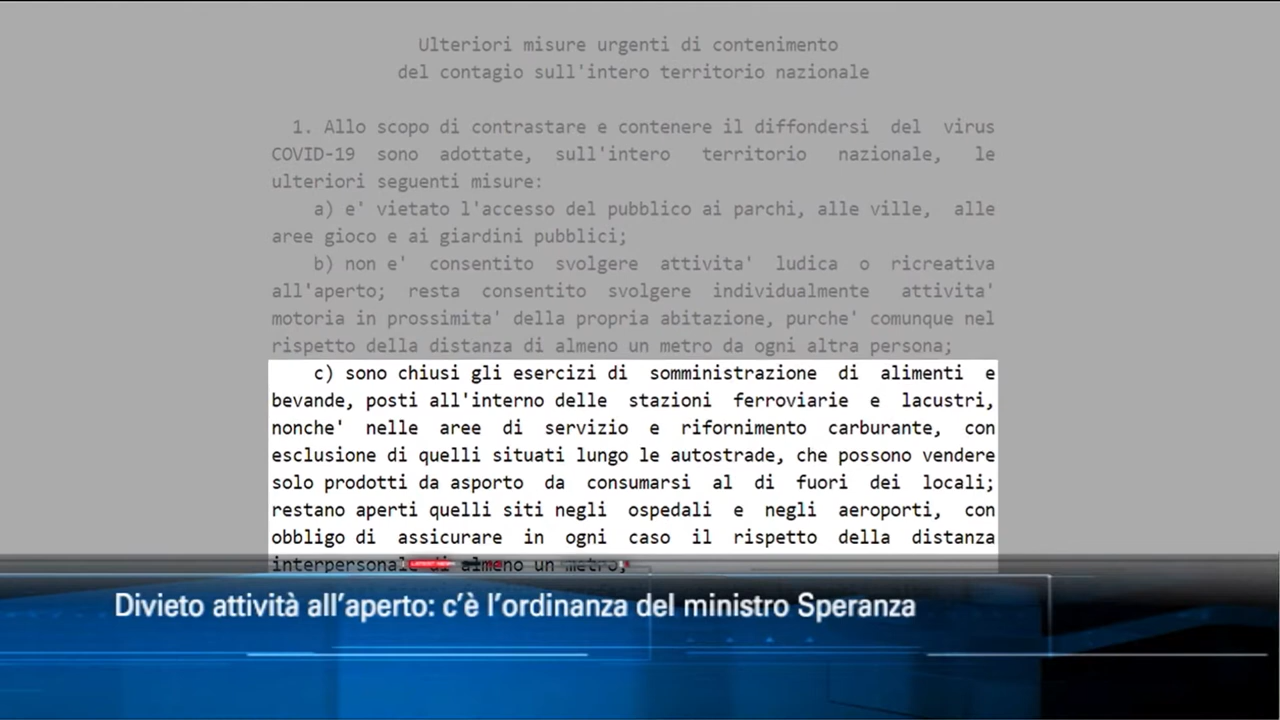 Ulteriori misure urgenti di contenimento
del contagio sull'intero territorio nazionale
1. Allo scopo di contrastare e contenere il diffondersi del virus
COVID-19 sono adottate, sull'intero territorio nazionale, le
ulteriori seguenti misure:
a) e' vietato l'accesso del pubblico ai parchi, alle ville, alle
aree gioco e ai giardini pubblici;
b) non e' consentito svolgere attivita' ludica o ricreativa
all'aperto; resta consentito svolgere individualmente attivita'
motoria in prossimita' della propria abitazione, purche' comunque nel
rispetto della distanza di almeno un metro da ogni altra persona;
c) sono chiusi gli esercizi di somministrazione di alimenti e
bevande, posti all'interno delle stazioni ferroviarie e lacustri,
nonche' nelle aree di servizio e rifornimento carburante, con
esclusione di quelli situati lungo le autostrade, che possono vendere
solo prodotti da asporto da consumarsi al di fuori dei locali;
restano aperti quelli siti negli ospedali e negli aeroporti, con
obbligo di assicurare in ogni caso il rispetto della distanza
interpersonale di almeno un metro;
LATEST NEWS
Divieto attività all'aperto: c'è l'ordinanza del ministro Speranza